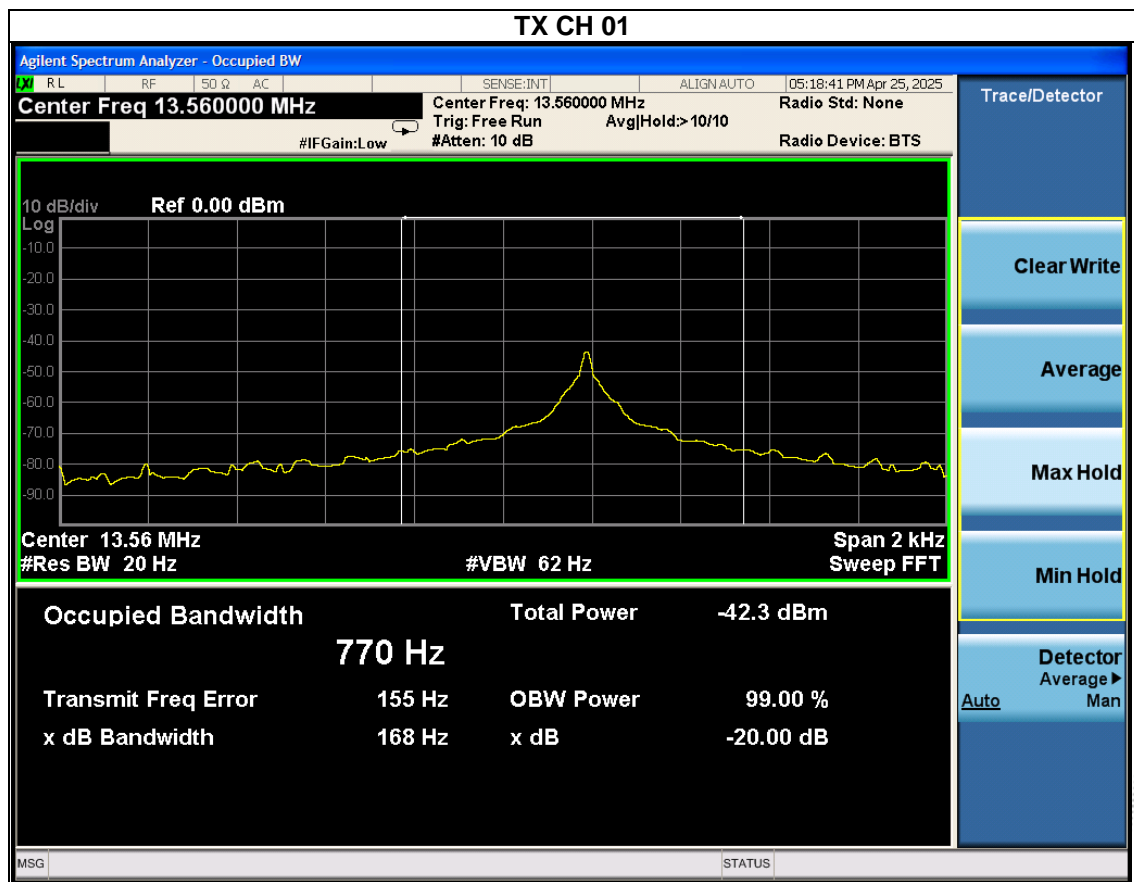 TX CH 01
Agilent Spectrum Analyzer - Occupied BW
LXI RL RF 50 Ω AC SENSE:INT ALIGN AUTO 05:18:41 PM Apr 25, 2025
Center Freq 13.560000 MHz
Center Freq: 13.560000 MHz
Radio Std: None
Trig: Free Run Avg|Hold:>10/10
#IFGain:Low
#Atten: 10 dB
Radio Device: BTS
10 dB/div Ref 0.00 dBm
Log
-10.0
-20.0
-30.0
-40.0
-50.0
-60.0
-70.0
-80.0
-90.0
Center 13.56 MHz Span 2 kHz
#Res BW 20 Hz #VBW 62 Hz Sweep FFT
Occupied Bandwidth Total Power -42.3 dBm
770 Hz
Transmit Freq Error 155 Hz OBW Power 99.00 %
x dB Bandwidth 168 Hz x dB -20.00 dB
MSG STATUS
Trace/Detector
Clear Write
Average
Max Hold
Min Hold
Detector
Average▶
Auto Man